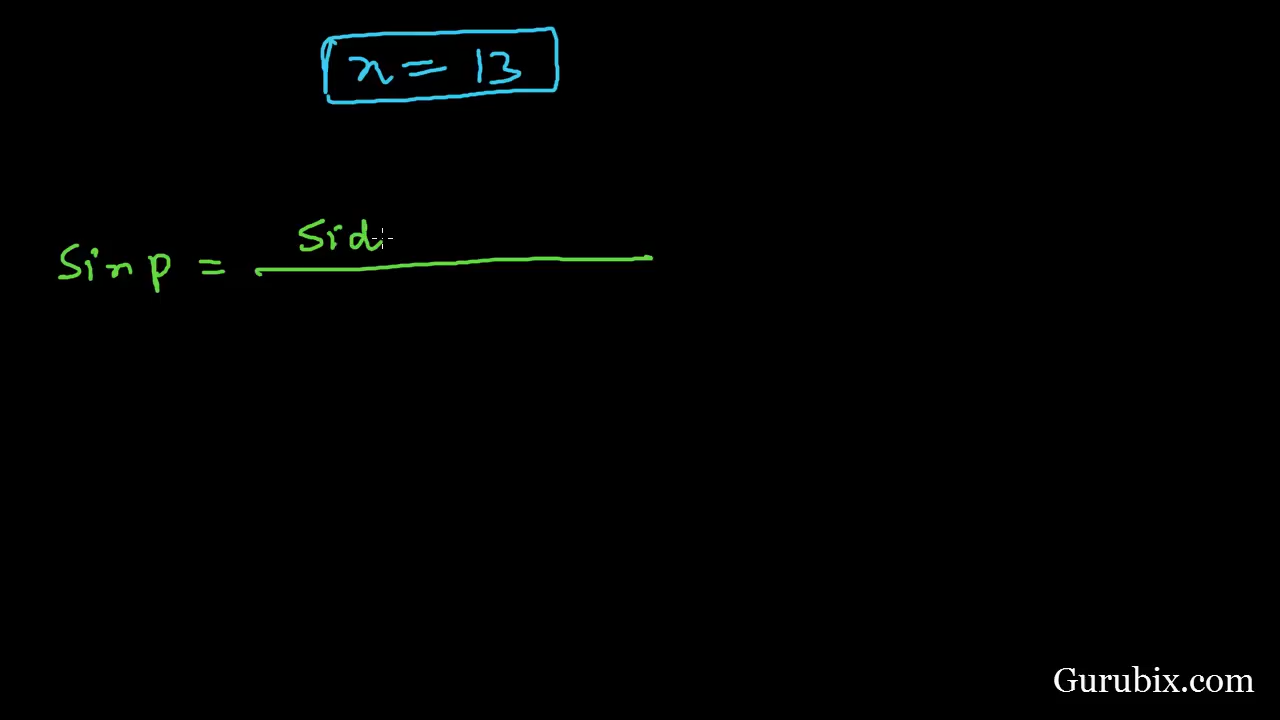 x = 13
Sin p = Sid
Gurubix.com